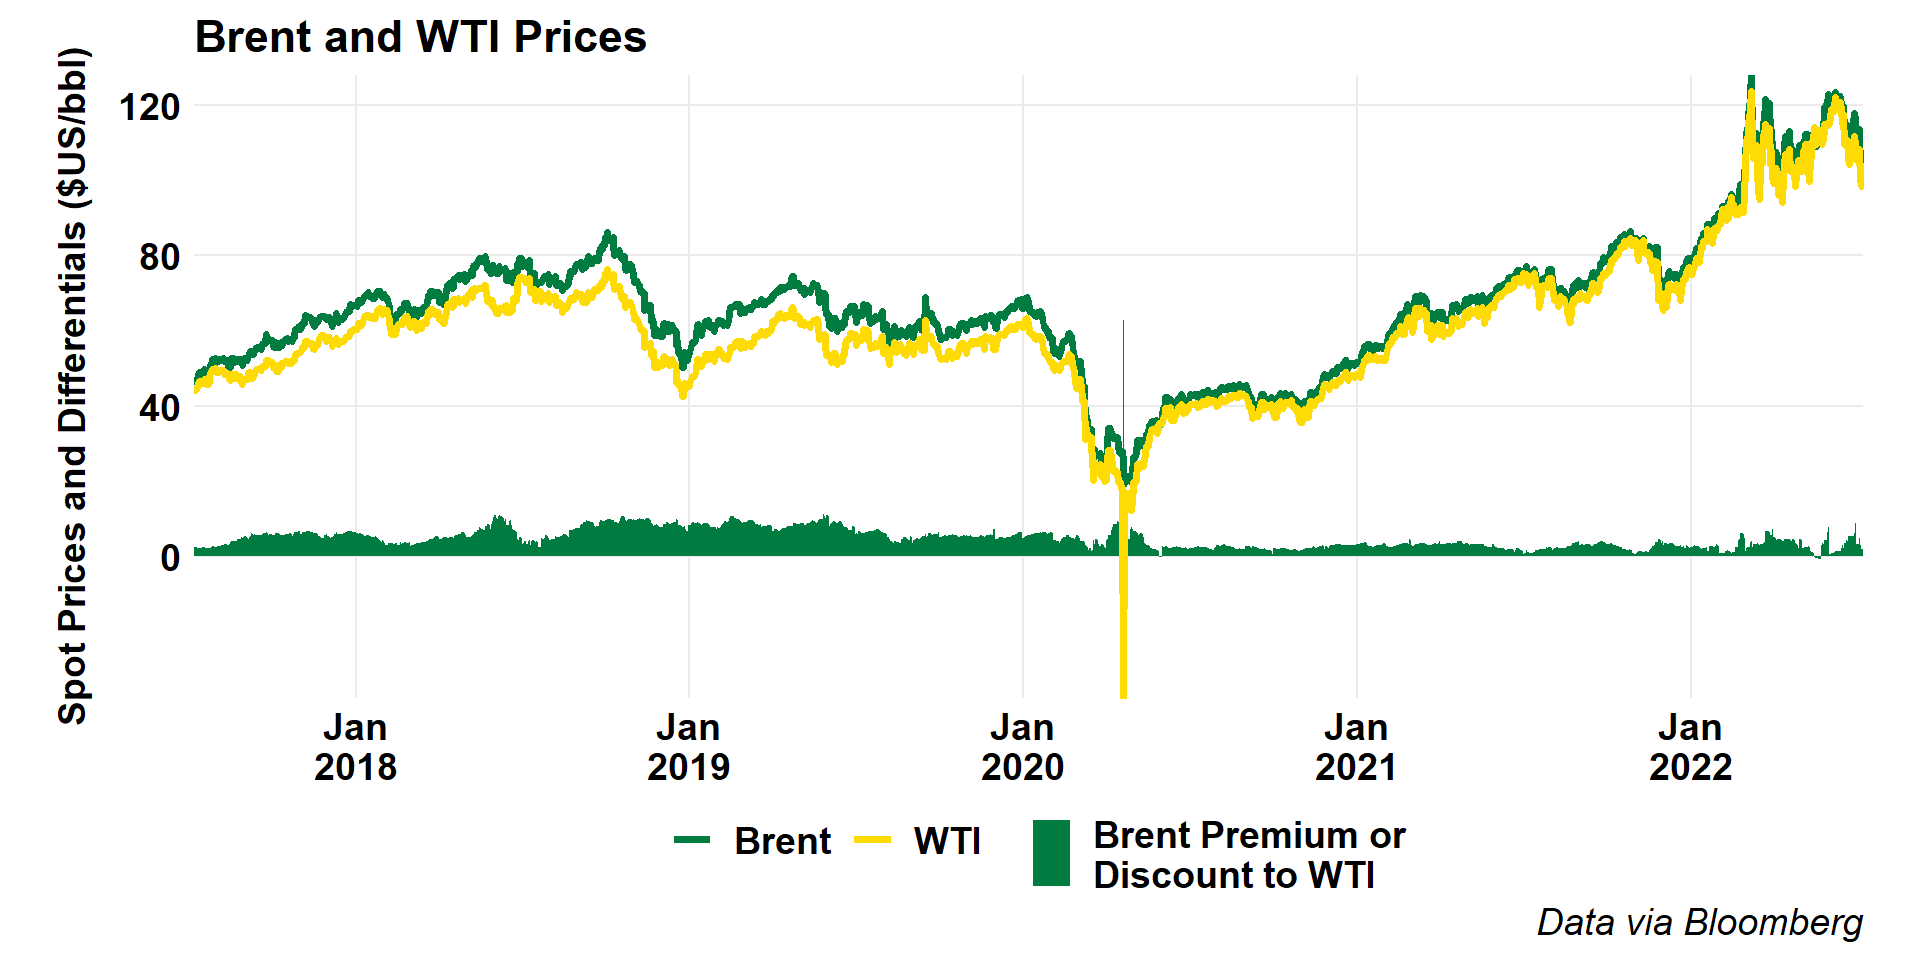 Brent and WTI Prices
Spot Prices and Differentials ($US/bbl)
120
80
40
0
Jan
2018
Jan
2019
Jan
2020
Jan
2021
Jan
2022
Brent
WTI
Brent Premium or
Discount to WTI
Data via Bloomberg